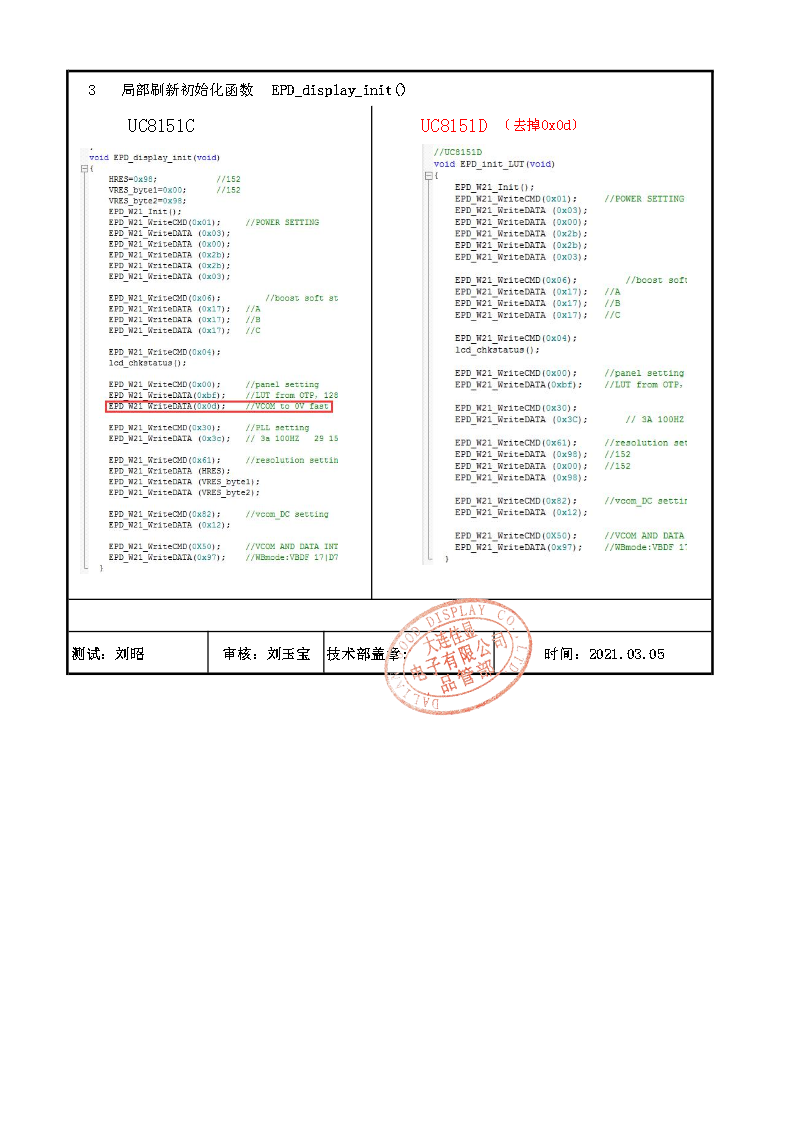 3 局部刷新初始化函数 EPD_display_init()
UC8151C
void EPD_display_init(void)
{
HRES=0x98; //152
VRES_byte1=0x00; //152
VRES_byte2=0x98;
EPD_W21_Init();
EPD_W21_WriteCMD(0x01); //POWER SETTING
EPD_W21_WriteDATA (0x03);
EPD_W21_WriteDATA (0x00);
EPD_W21_WriteDATA (0x2b);
EPD_W21_WriteDATA (0x2b);
EPD_W21_WriteDATA (0x03);
EPD_W21_WriteCMD(0x06); //boost soft st
EPD_W21_WriteDATA (0x17); //A
EPD_W21_WriteDATA (0x17); //B
EPD_W21_WriteDATA (0x17); //C
EPD_W21_WriteCMD(0x04);
lcd_chkstatus();
EPD_W21_WriteCMD(0x00); //panel setting
EPD_W21_WriteDATA(0xbf); //LUT from OTP, 128
EPD_W21_WriteDATA(0x0d); //VCOM to 0V fast
EPD_W21_WriteCMD(0x30); //PLL setting
EPD_W21_WriteDATA (0x3c); // 3a 100HZ 29 15
EPD_W21_WriteCMD(0x61); //resolution settin
EPD_W21_WriteDATA (HRES);
EPD_W21_WriteDATA (VRES_byte1);
EPD_W21_WriteDATA (VRES_byte2);
EPD_W21_WriteCMD(0x82); //vcom_DC setting
EPD_W21_WriteDATA (0x12);
EPD_W21_WriteCMD(0X50); //VCOM AND DATA INT
EPD_W21_WriteDATA(0x97); //WBmode:VBDF 17|D7
}
UC8151D (去掉0x0d)
//UC8151D
void EPD_init_LUT(void)
{
EPD_W21_Init();
EPD_W21_WriteCMD(0x01); //POWER SETTING
EPD_W21_WriteDATA (0x03);
EPD_W21_WriteDATA (0x00);
EPD_W21_WriteDATA (0x2b);
EPD_W21_WriteDATA (0x2b);
EPD_W21_WriteDATA (0x03);
EPD_W21_WriteCMD(0x06); //boost soft
EPD_W21_WriteDATA (0x17); //A
EPD_W21_WriteDATA (0x17); //B
EPD_W21_WriteDATA (0x17); //C
EPD_W21_WriteCMD(0x04);
lcd_chkstatus();
EPD_W21_WriteCMD(0x00); //panel setting
EPD_W21_WriteDATA(0xbf); //LUT from OTP,
EPD_W21_WriteCMD(0x30);
EPD_W21_WriteDATA (0x3C); // 3A 100HZ
EPD_W21_WriteCMD(0x61); //resolution set
EPD_W21_WriteDATA (0x98); //152
EPD_W21_WriteDATA (0x00); //152
EPD_W21_WriteDATA (0x98);
EPD_W21_WriteCMD(0x82); //vcom_DC settin
EPD_W21_WriteDATA (0x12);
EPD_W21_WriteCMD(0X50); //VCOM AND DATA
EPD_W21_WriteDATA(0x97); //WBmode:VBDF 17
}
测试: 刘昭 审核: 刘玉宝 技术部盖章: 时间: 2021.03.05
DALIAN GOOD DISPLAY CO., LTD
大连佳显
电子有限公司
品管部